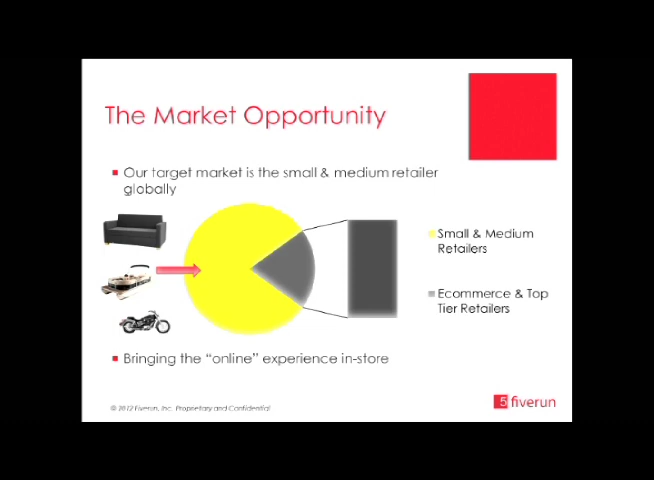 The Market Opportunity
Our target market is the small & medium retailer
globally
Small & Medium
Retailers
Ecommerce & Top
Tier Retailers
Bringing the “online” experience in-store
© 2012 Fiverun, Inc. Proprietary and Confidential
5 fiverun